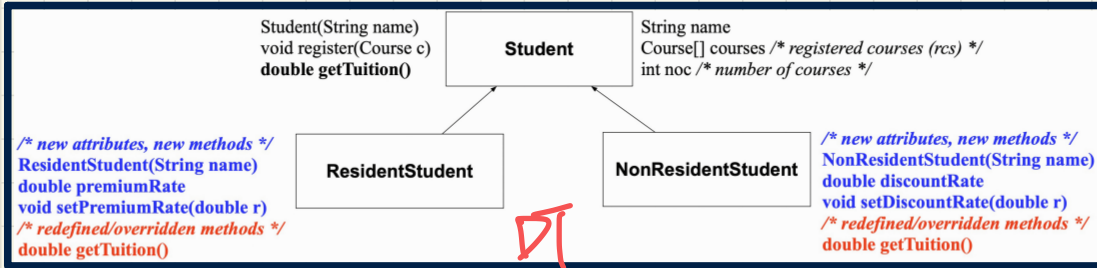 Student(String name)
void register(Course c)
double getTuition()
Student
String name
Course[] courses /* registered courses (rcs) */
int noc /* number of courses */
/* new attributes, new methods */
ResidentStudent(String name)
double premiumRate
void setPremiumRate(double r)
/* redefined/overridden methods */
double getTuition()
ResidentStudent
NonResidentStudent
/* new attributes, new methods */
NonResidentStudent(String name)
double discountRate
void setDiscountRate(double r)
/* redefined/overridden methods */
double getTuition()